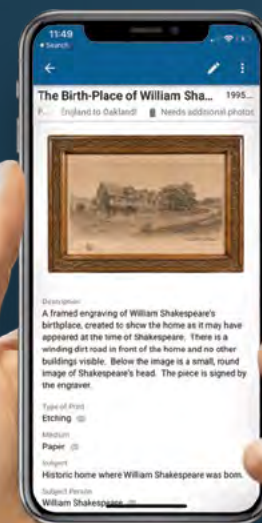 11:49
Search
The Birth-Place of William Sha... 1995...
England to Oakland! Needs additional photos
Description
A framed engraving of William Shakespeare's
birthplace, created to show the home as it may have
appeared at the time of Shakespeare. There is a
winding dirt road in front of the home and no other
buildings visible. Below the image is a small, round
image of Shakespeare's head. The piece is signed by
the engraver.
Type of Print
Etching
Medium
Paper
Subject
Historic home where William Shakespeare was born.
Subject Person
William Shakespeare